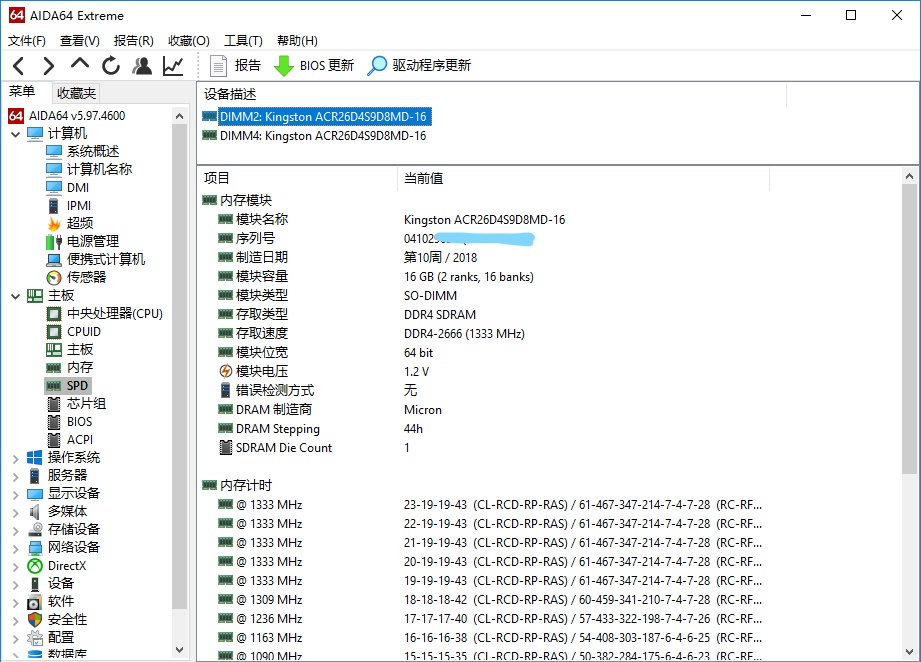 64 AIDA64 Extreme
文件(F) 查看(V) 报告(R) 收藏(O) 工具(T) 帮助(H)
报告 BIOS 更新 驱动程序更新
菜单 收藏夹
64 AIDA64 v5.97.4600
计算机
系统概述
计算机名称
DMI
IPMI
超频
电源管理
便携式计算机
传感器
主板
中央处理器(CPU)
CPUID
主板
内存
SPD
芯片组
BIOS
ACPI
操作系统
服务器
显示设备
多媒体
存储设备
网络设备
DirectX
设备
软件
安全性
配置
数据库
设备描述
DIMM2: Kingston ACR26D4S9D8MD-16
DIMM4: Kingston ACR26D4S9D8MD-16
项目 当前值
内存模块
模块名称 Kingston ACR26D4S9D8MD-16
序列号 041029
制造日期 第10周 / 2018
模块容量 16 GB (2 ranks, 16 banks)
模块类型 SO-DIMM
存取类型 DDR4 SDRAM
存取速度 DDR4-2666 (1333 MHz)
模块位宽 64 bit
模块电压 1.2 V
错误检测方式 无
DRAM 制造商 Micron
DRAM Stepping 44h
SDRAM Die Count 1
内存计时
@ 1333 MHz 23-19-19-43 (CL-RCD-RP-RAS) / 61-467-347-214-7-4-7-28 (RC-RF...
@ 1333 MHz 22-19-19-43 (CL-RCD-RP-RAS) / 61-467-347-214-7-4-7-28 (RC-RF...
@ 1333 MHz 21-19-19-43 (CL-RCD-RP-RAS) / 61-467-347-214-7-4-7-28 (RC-RF...
@ 1333 MHz 20-19-19-43 (CL-RCD-RP-RAS) / 61-467-347-214-7-4-7-28 (RC-RF...
@ 1333 MHz 19-19-19-43 (CL-RCD-RP-RAS) / 61-467-347-214-7-4-7-28 (RC-RF...
@ 1309 MHz 18-18-18-42 (CL-RCD-RP-RAS) / 60-459-341-210-7-4-7-28 (RC-RF...
@ 1236 MHz 17-17-17-40 (CL-RCD-RP-RAS) / 57-433-322-198-7-4-7-26 (RC-RF...
@ 1163 MHz 16-16-16-38 (CL-RCD-RP-RAS) / 54-408-303-187-6-4-6-25 (RC-RF...
@ 1090 MHz 15-15-15-35 (CL-RCD-RP-RAS) / 50-382-284-175-6-4-6-23 (RC-RF...